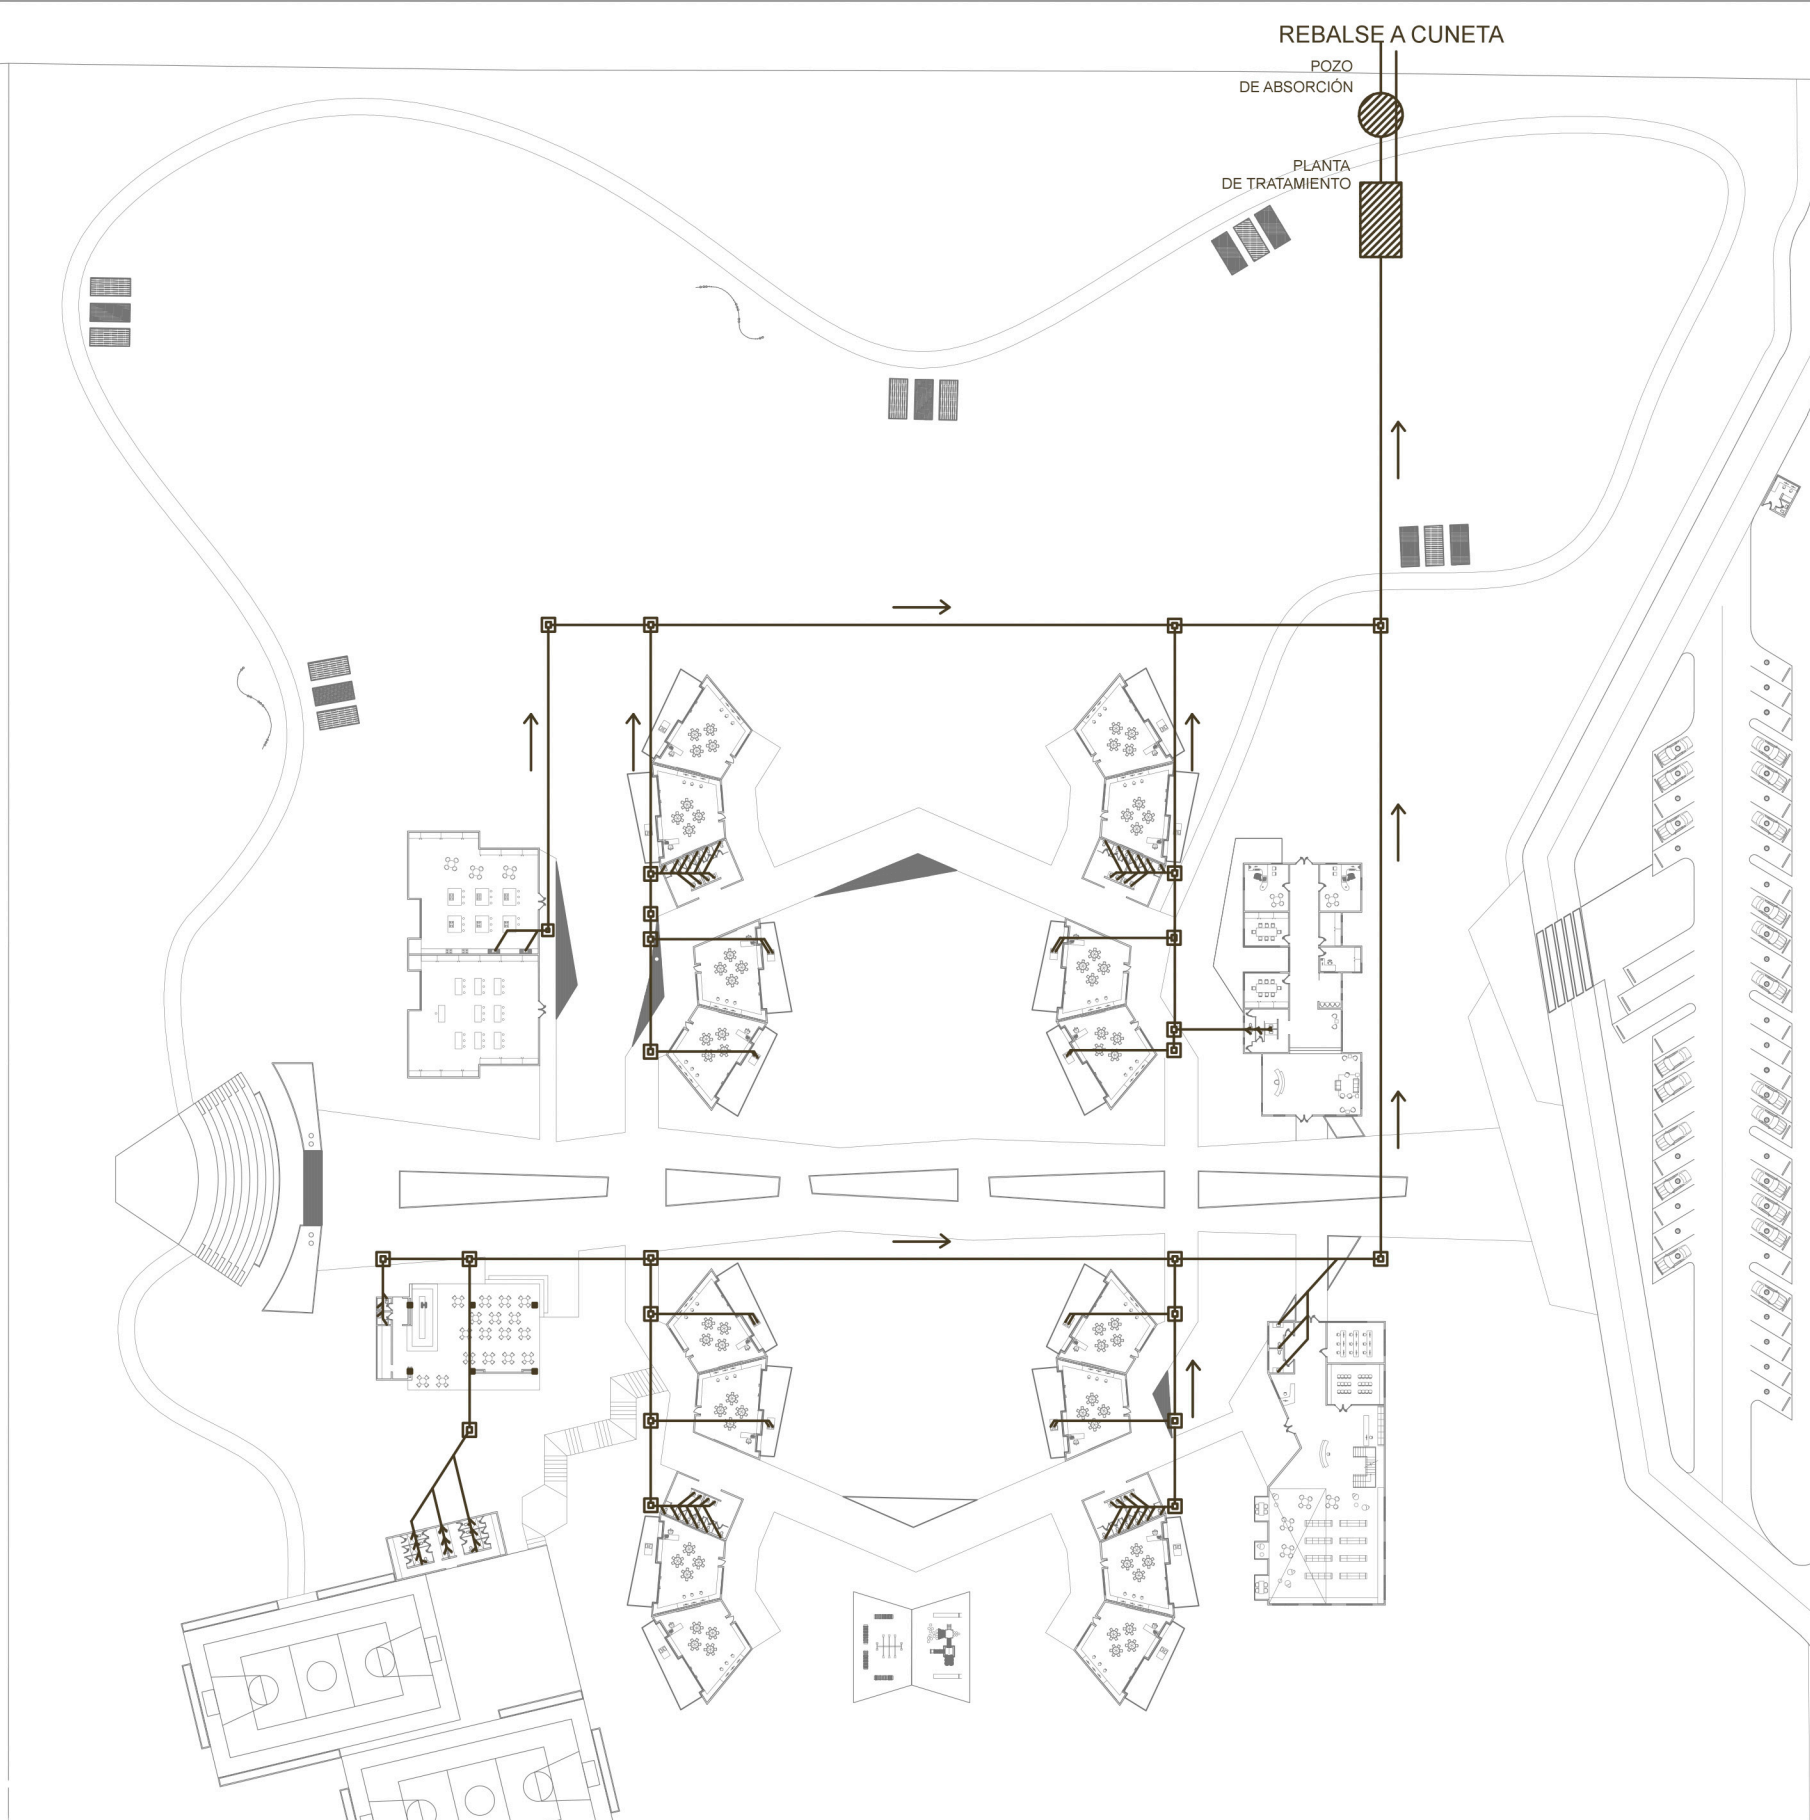 REBALSE A CUNETA
POZO
DE ABSORCIÓN
PLANTA
DE TRATAMIENTO